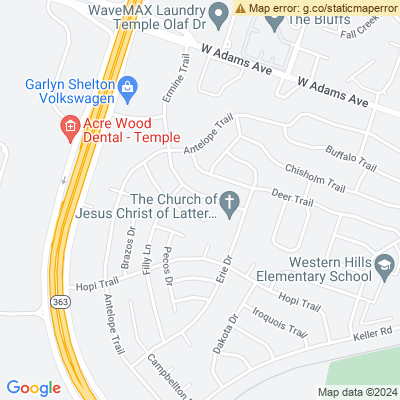 Map error: g.co/staticmaperror
WaveMAX Laundry
Temple Olaf Dr
The Bluffs
Fall Creek
W Adams Ave
W Adams Ave
Garlyn Shelton
Volkswagen
Ermine Trail
Acre Wood
Dental - Temple
Antelope Trail
Buffalo Trail
Chisholm Trail
Deer Trail
The Church of
Jesus Christ of Latter...
Brazos Dr
Filly Ln
Pecos Dr
Erie Dr
Western Hills
Elementary School
Hopi Trail
363
Hopi Trail
Antelope Trail
Dakota Dr
Iroquois Trail
Keller Rd
Campbellton
Google
Map data ©2024